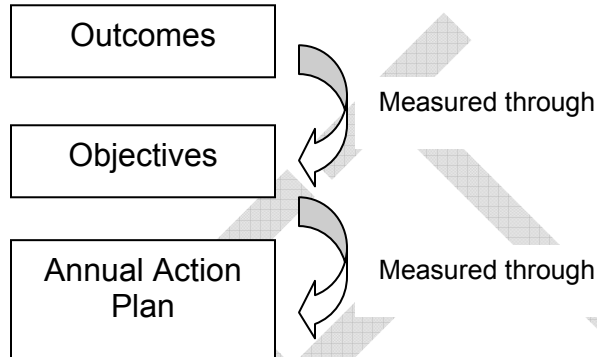 Outcomes
Measured through
Objectives
Annual Action
Plan
Measured through